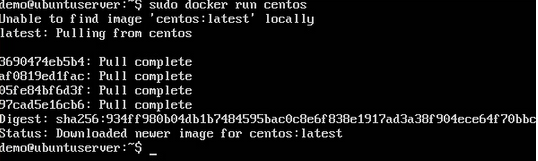 demo@ubuntuserver:~$ sudo docker run centos
Unable to find image 'centos:latest' locally
latest: Pulling from centos
3690474eb5b4: Pull complete
af0819ed1fac: Pull complete
05fe84bf6d3f: Pull complete
97cad5e16cb6: Pull complete
Digest: sha256:934ff980b04db1b7484595bac0c8e6f838e1917ad3a38f904ece64f70bbc
Status: Downloaded newer image for centos:latest
demo@ubuntuserver:~$ _